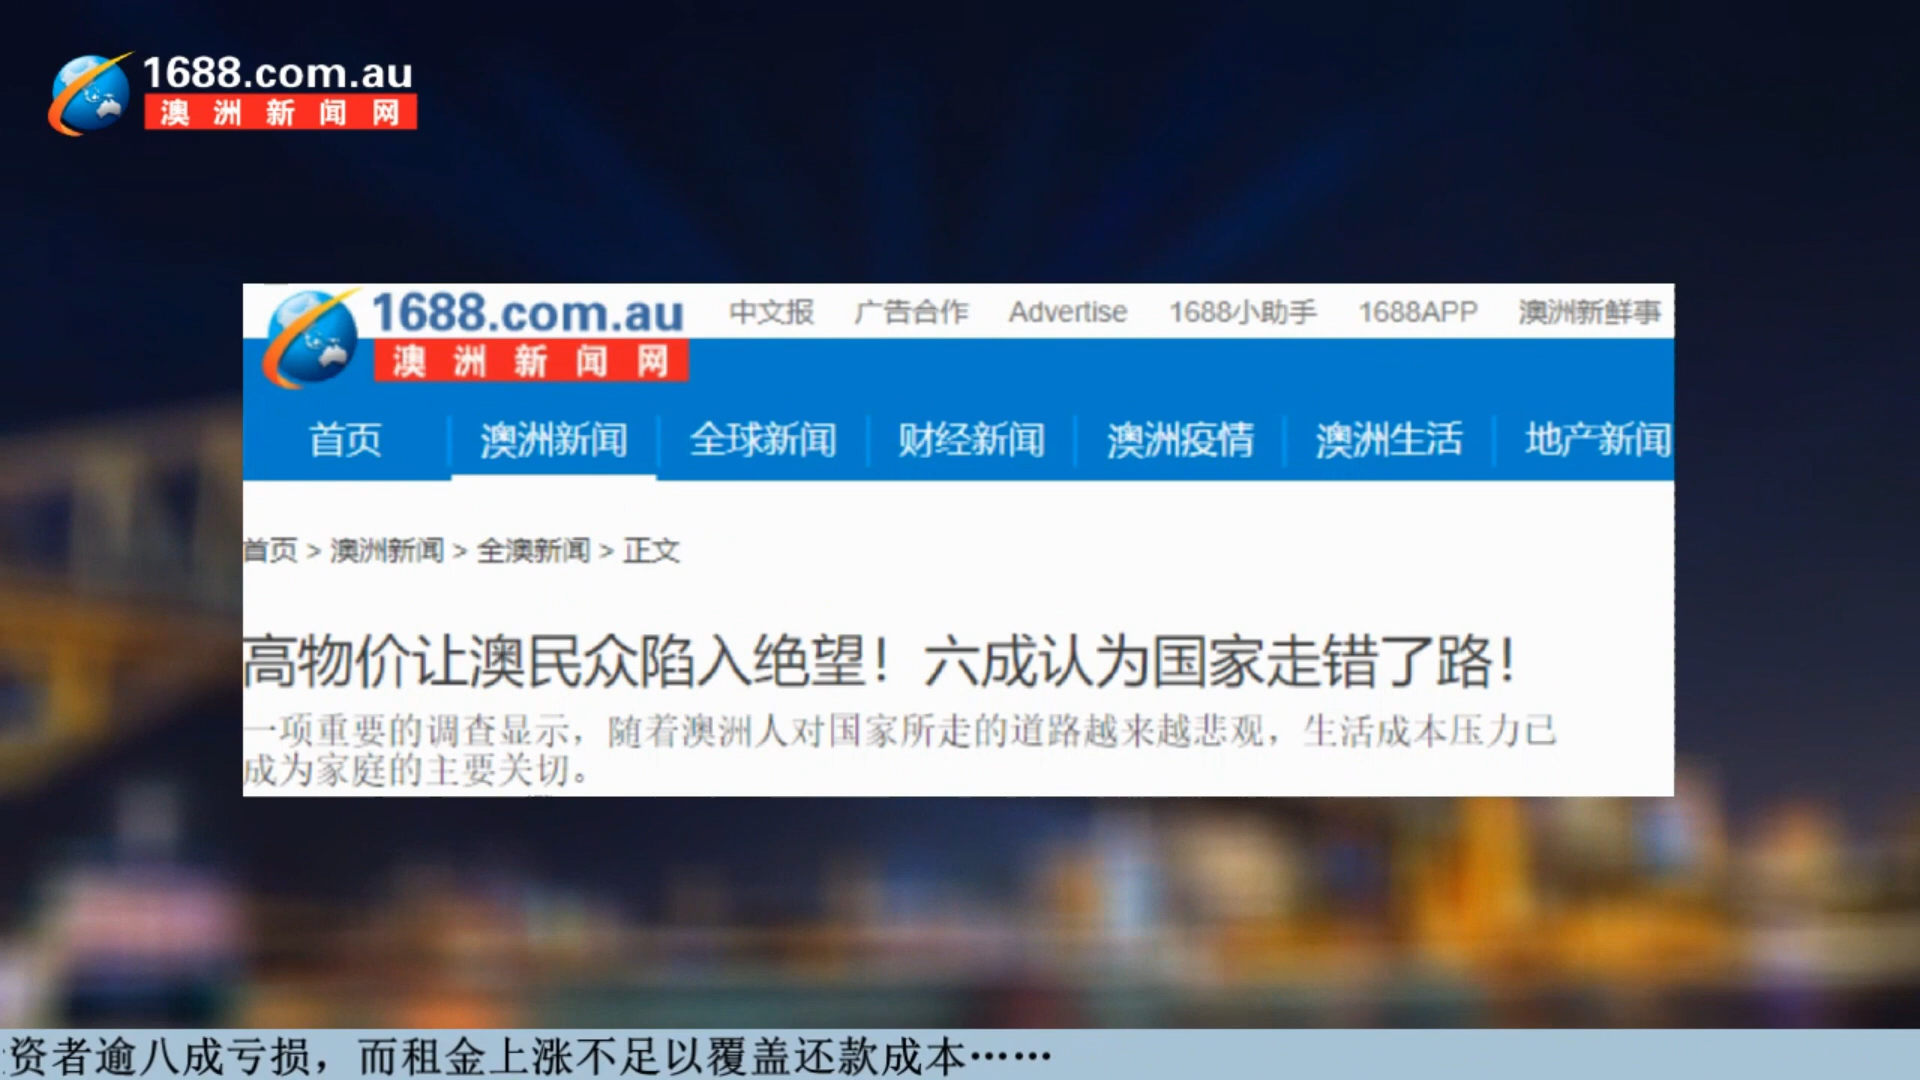 1688.com.au
澳洲新闻网
1688.com.au
澳洲新闻网
中文报 广告合作 Advertise 1688小助手 1688APP 澳洲新鲜事
首页 澳洲新闻 全球新闻 财经新闻 澳洲疫情 澳洲生活 地产新闻
首页 > 澳洲新闻 > 全澳新闻 > 正文
高物价让澳民众陷入绝望！六成认为国家走错了路！
一项重要的调查显示，随着澳洲人对国家所走的道路越来越悲观，生活成本压力已
成为家庭的主要关切。
资者逾八成亏损，而租金上涨不足以覆盖还款成本……